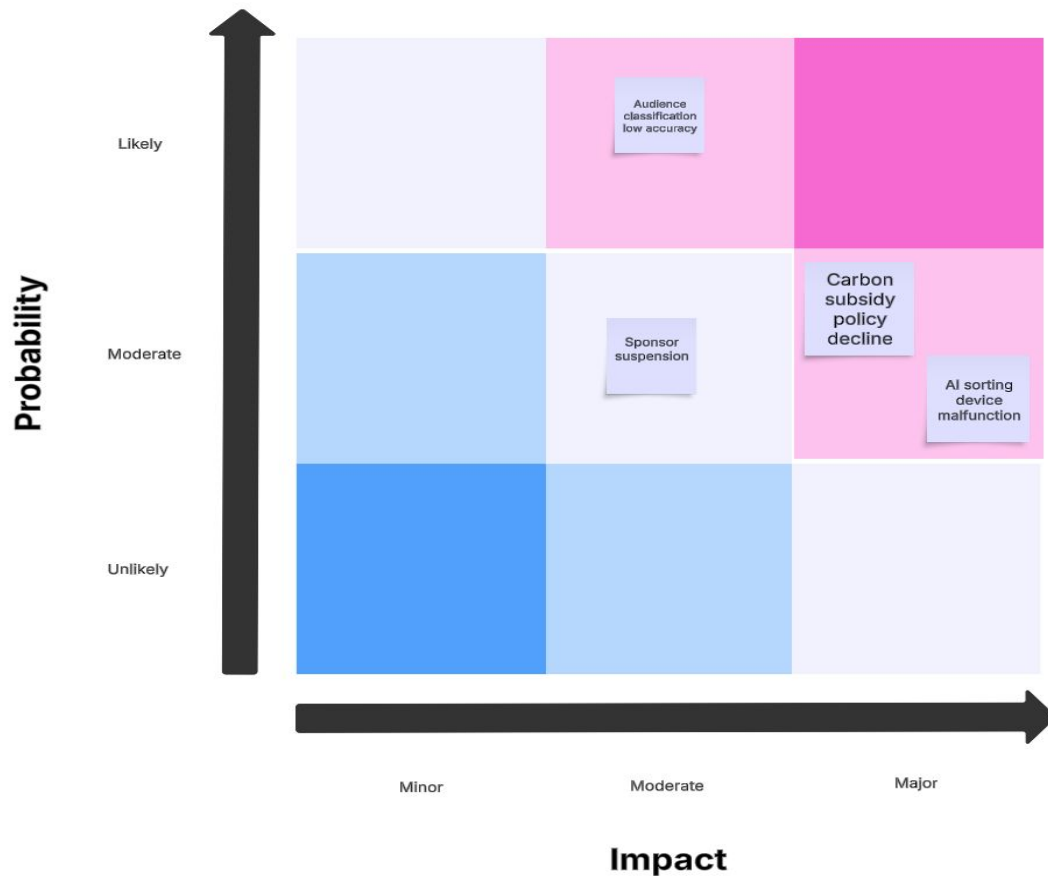 Probability
Likely
Moderate
Unlikely
Audience
classification
low accuracy
Sponsor
suspension
Carbon
subsidy
policy
decline
AI sorting
device
malfunction
Minor
Moderate
Major
Impact